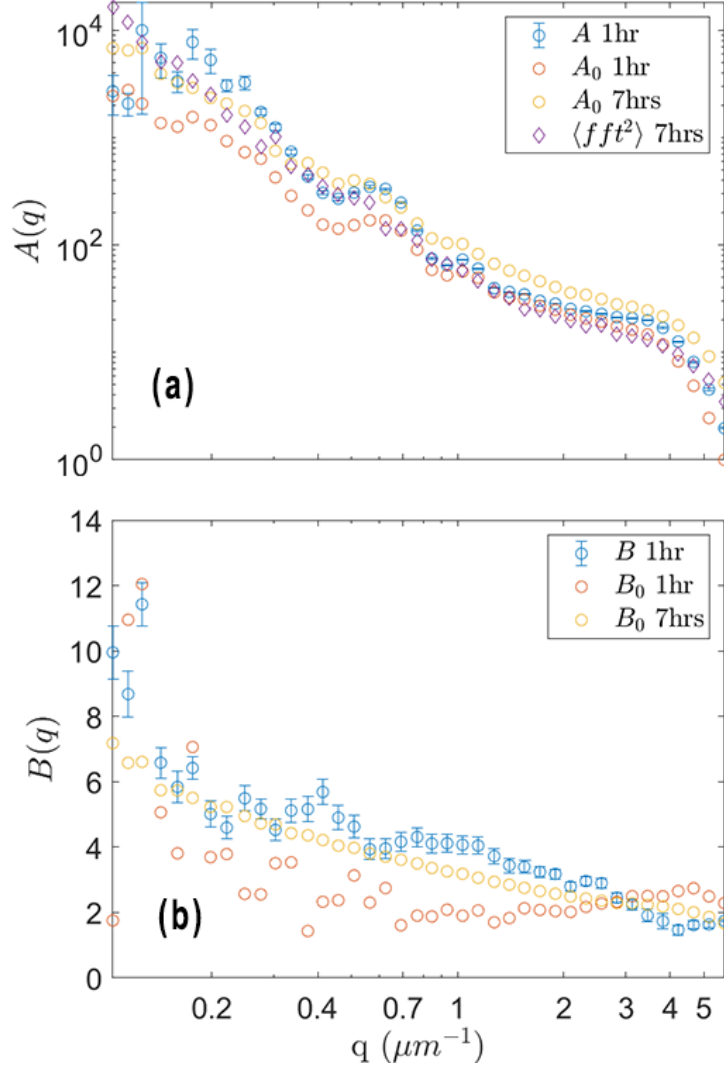 10^4
10^2
10^0
A(q)
A 1hr
A_0 1hr
A_0 7hrs
⟨fft^2⟩ 7hrs
(a)
14
12
10
8
6
4
2
0
B(q)
B 1hr
B_0 1hr
B_0 7hrs
(b)
0.2 0.4 0.7 1 2 3 4 5
q (μm^{-1})